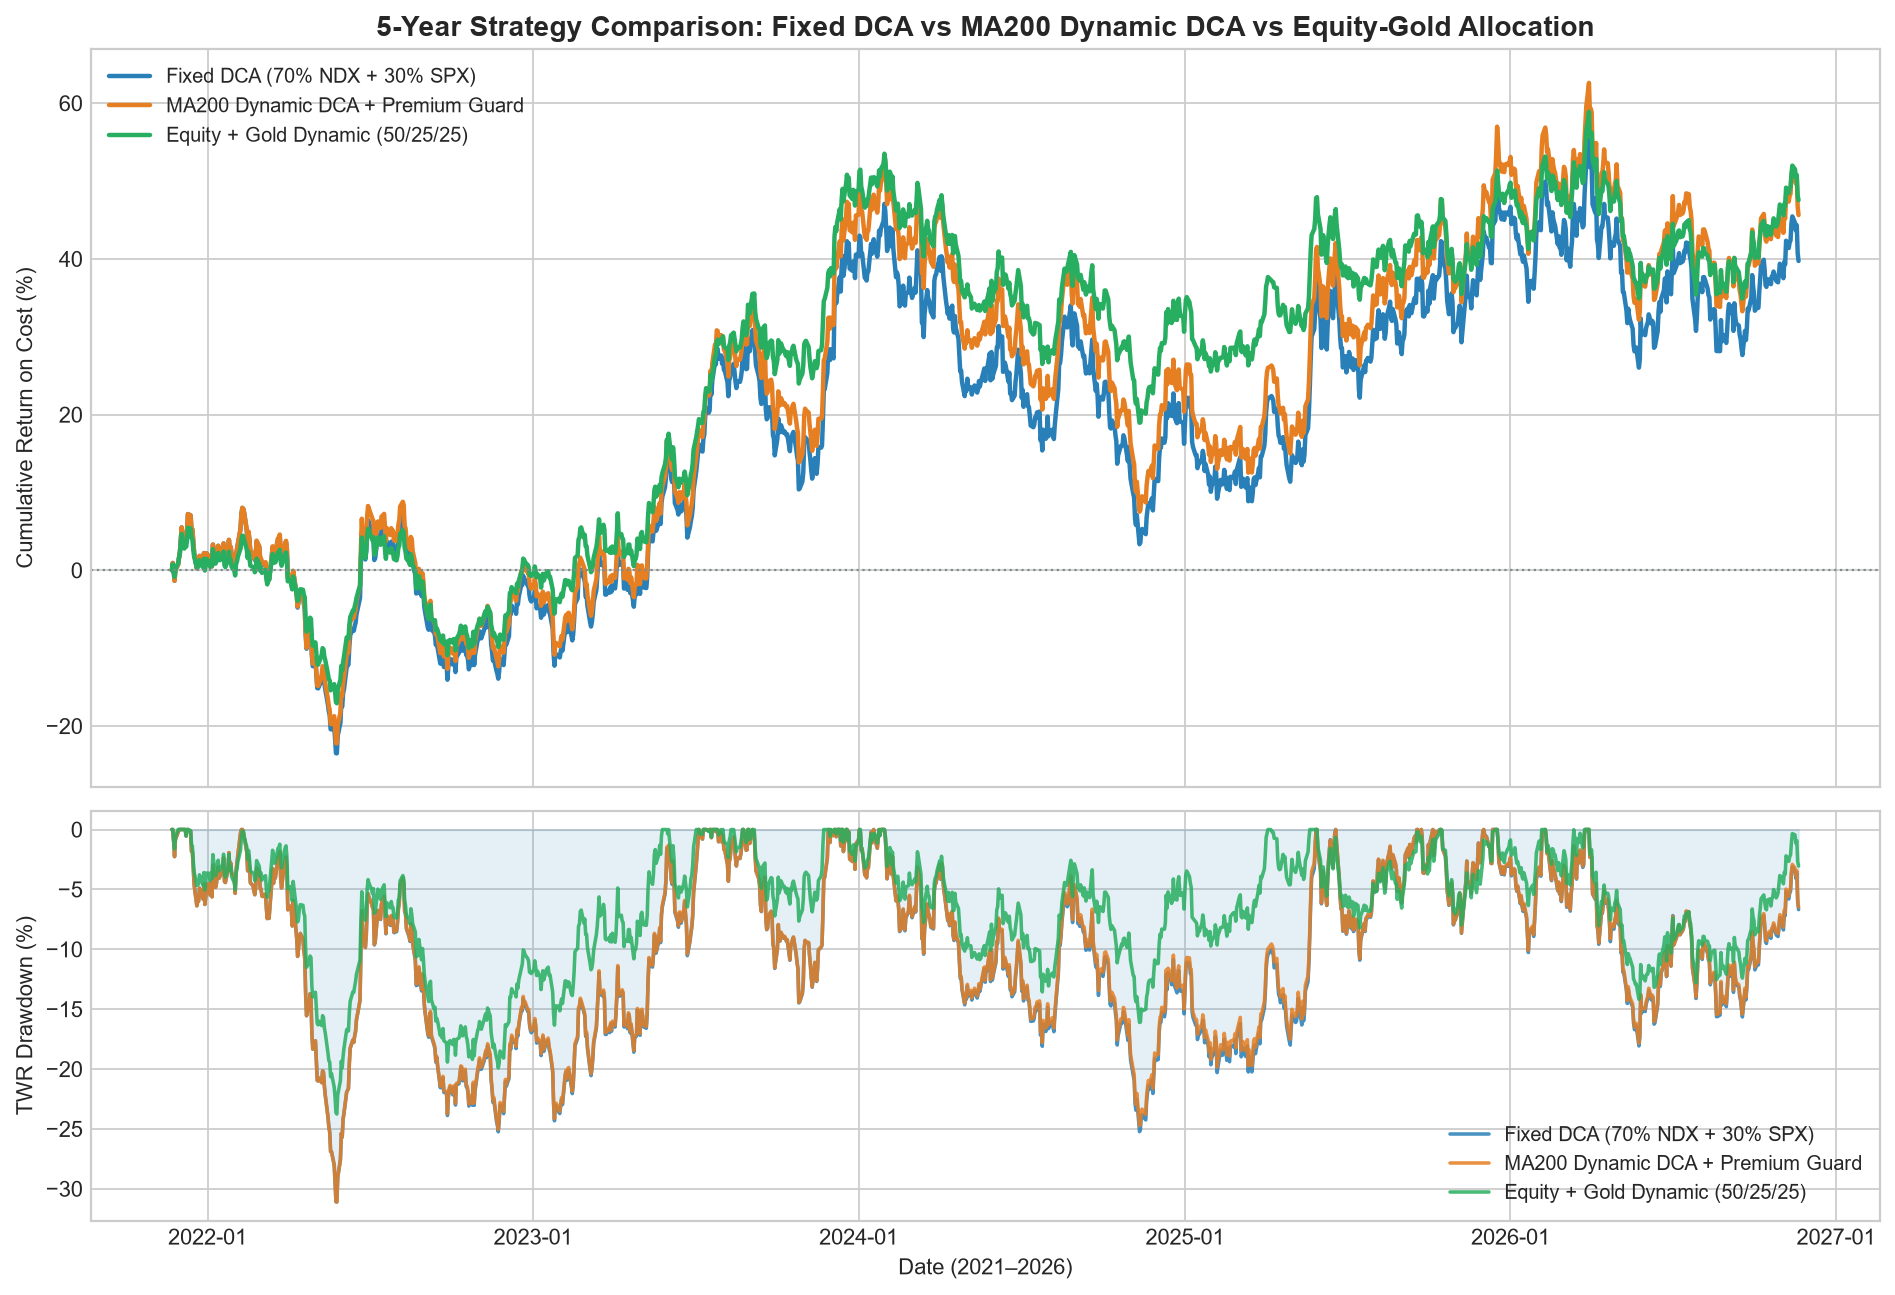 5-Year Strategy Comparison: Fixed DCA vs MA200 Dynamic DCA vs Equity-Gold Allocation
Fixed DCA (70% NDX + 30% SPX)
MA200 Dynamic DCA + Premium Guard
Equity + Gold Dynamic (50/25/25)
Cumulative Return on Cost (%)
60
40
20
0
−20
TWR Drawdown (%)
0
−5
−10
−15
−20
−25
−30
Fixed DCA (70% NDX + 30% SPX)
MA200 Dynamic DCA + Premium Guard
Equity + Gold Dynamic (50/25/25)
2022-01 2023-01 2024-01 2025-01 2026-01 2027-01
Date (2021–2026)